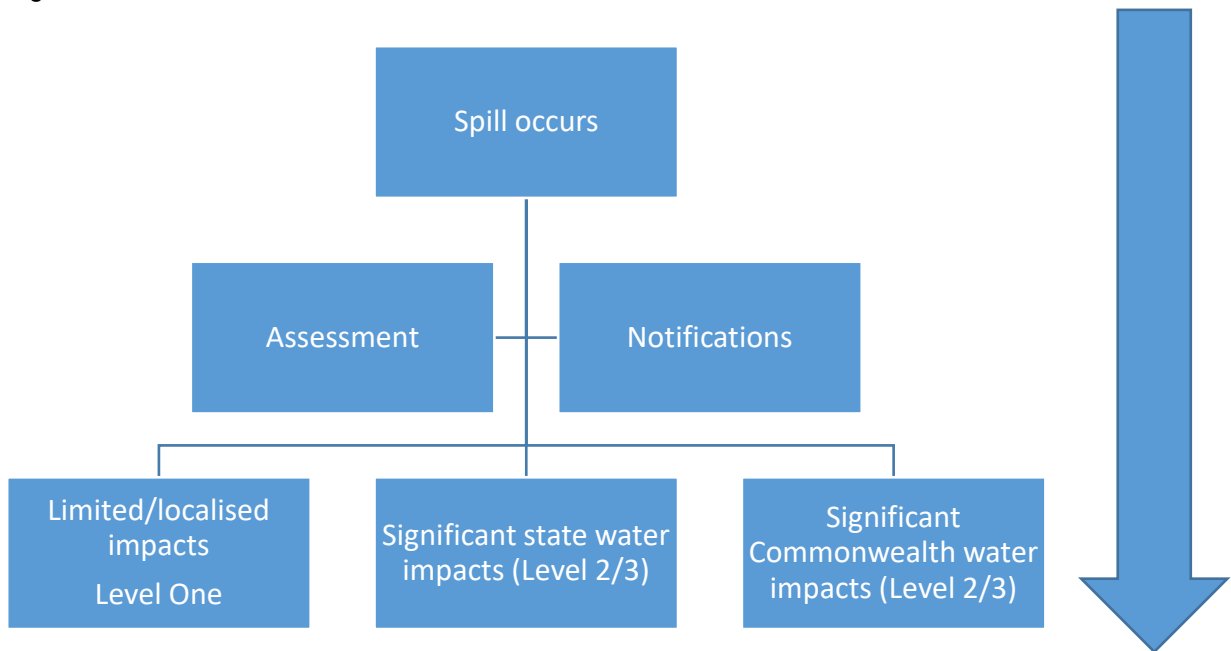 Spill occurs
Assessment
Notifications
Limited/localised
impacts
Level One
Significant state water
impacts (Level 2/3)
Significant
Commonwealth water
impacts (Level 2/3)